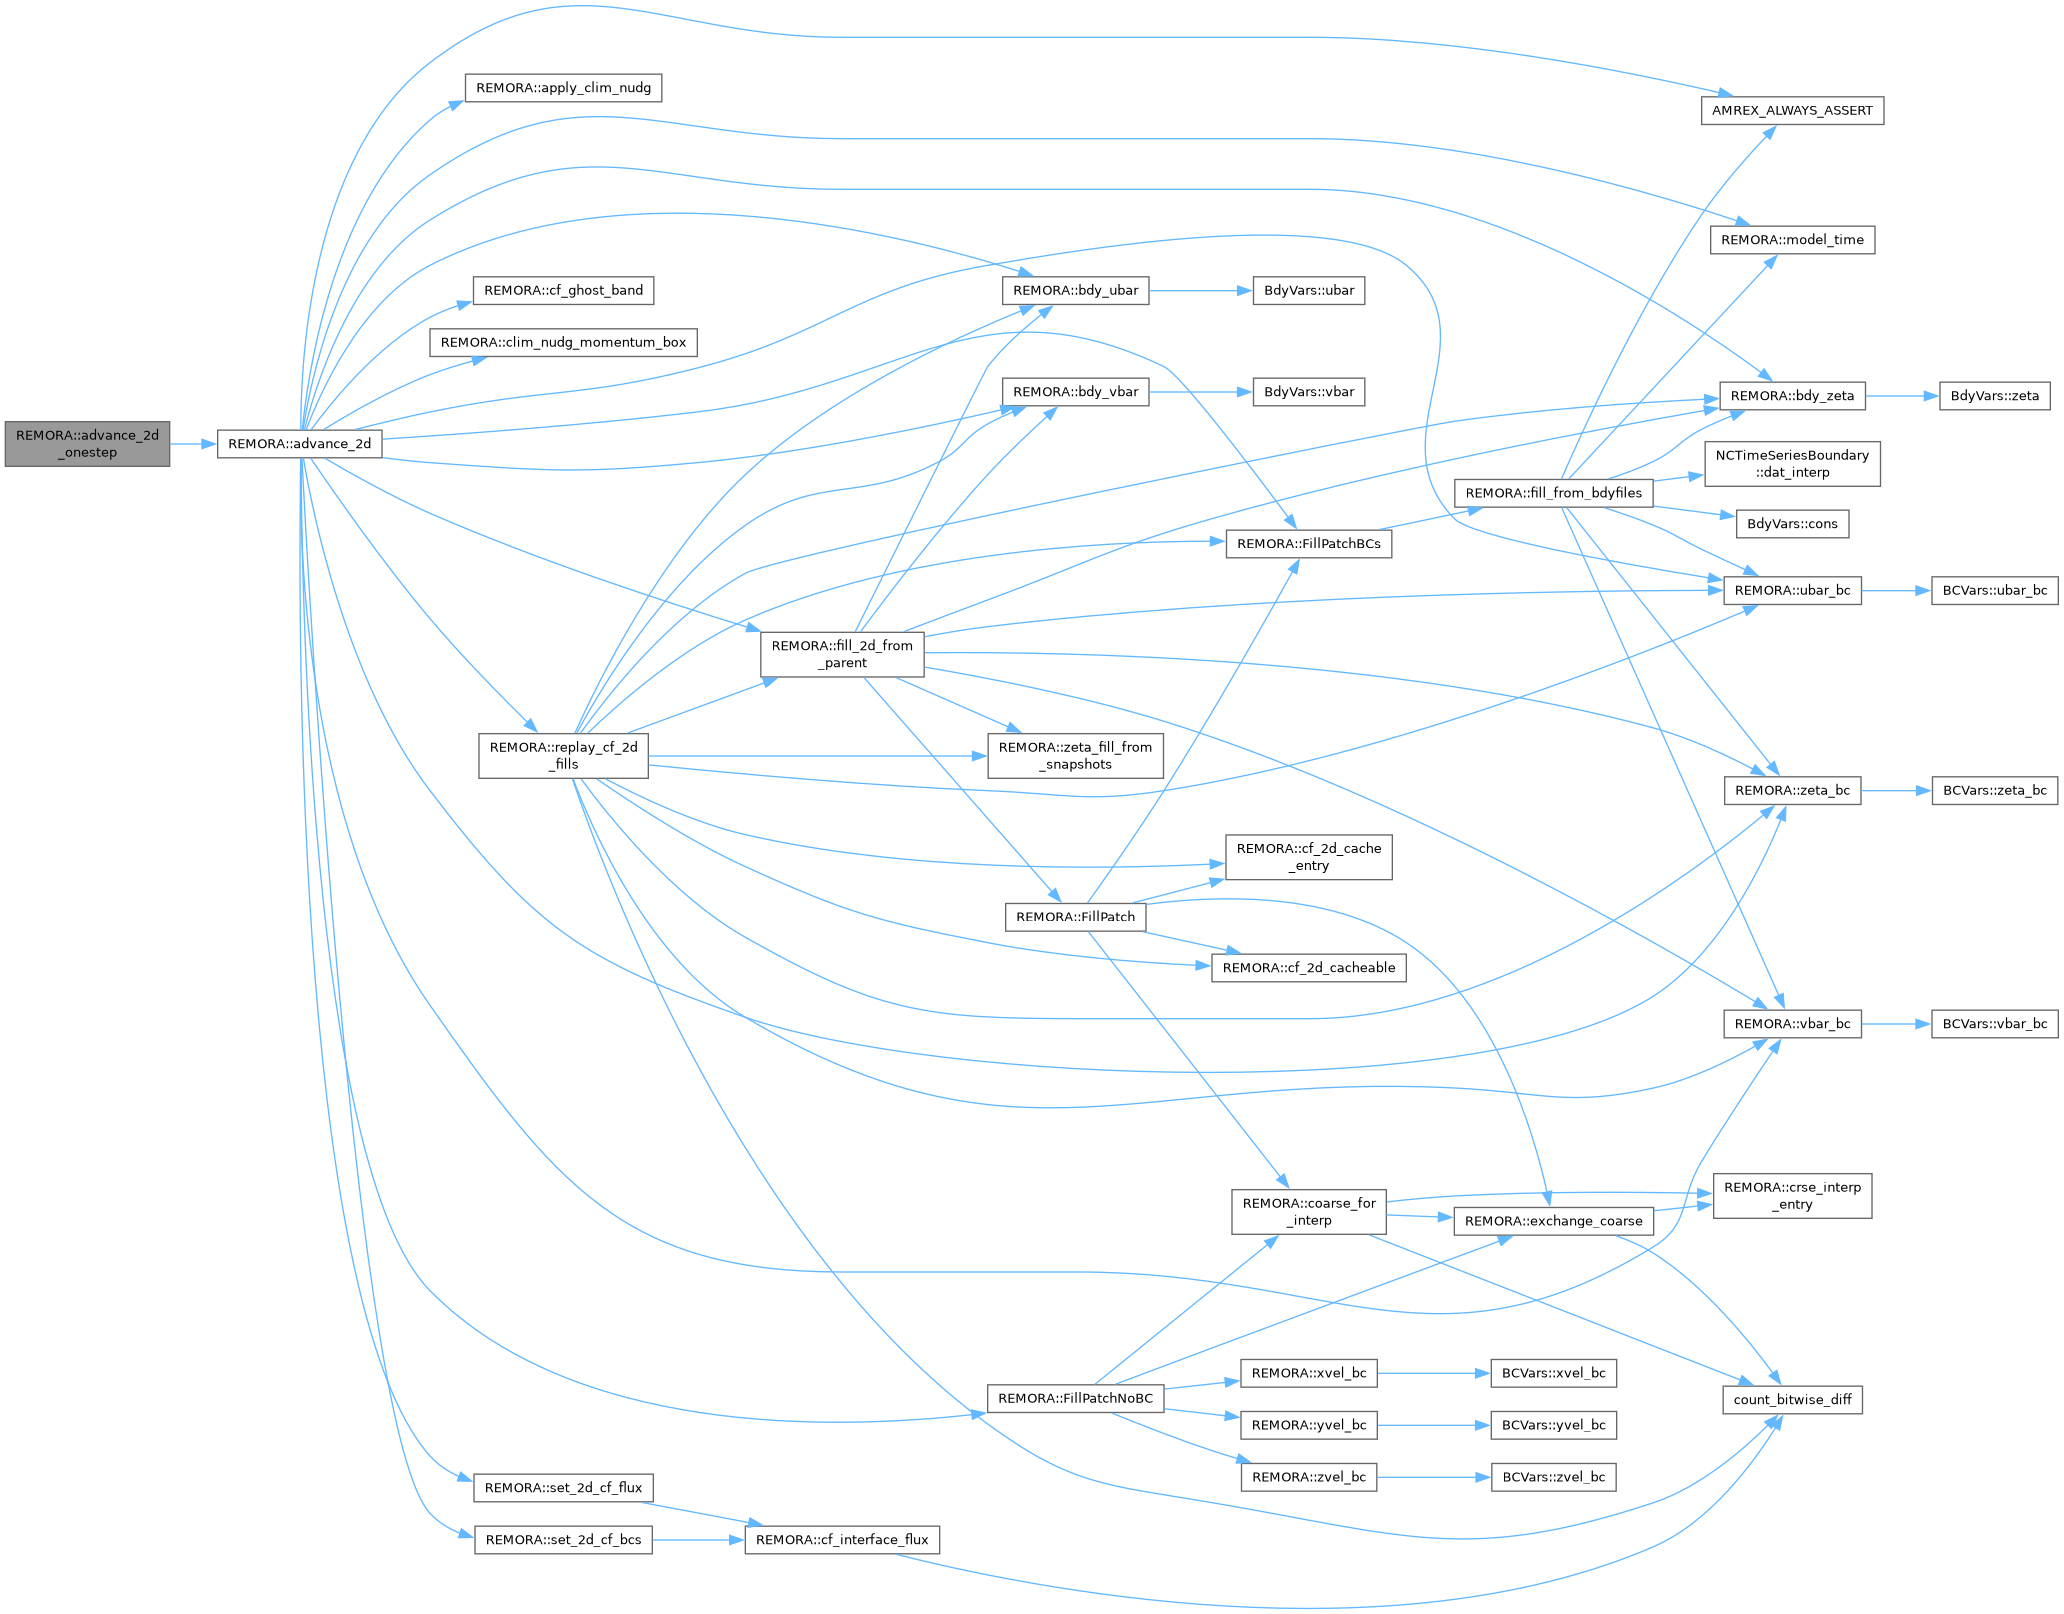 REMORA::advance_2d
_onestep
REMORA::advance_2d
REMORA::apply_clim_nudg
REMORA::cf_ghost_band
REMORA::clim_nudg_momentum_box
REMORA::replay_cf_2d
_fills
REMORA::set_2d_cf_flux
REMORA::set_2d_cf_bcs
REMORA::fill_2d_from
_parent
REMORA::cf_interface_flux
REMORA::bdy_ubar
REMORA::bdy_vbar
REMORA::zeta_fill_from
_snapshots
REMORA::FillPatch
REMORA::FillPatchNoBC
BdyVars::ubar
BdyVars::vbar
REMORA::FillPatchBCs
REMORA::cf_2d_cache
_entry
REMORA::cf_2d_cacheable
REMORA::coarse_for
_interp
REMORA::xvel_bc
REMORA::yvel_bc
REMORA::zvel_bc
REMORA::fill_from_bdyfiles
REMORA::exchange_coarse
BCVars::xvel_bc
BCVars::yvel_bc
BCVars::zvel_bc
AMREX_ALWAYS_ASSERT
REMORA::model_time
REMORA::bdy_zeta
NCTimeSeriesBoundary
::dat_interp
BdyVars::cons
REMORA::ubar_bc
REMORA::zeta_bc
REMORA::vbar_bc
REMORA::crse_interp
_entry
count_bitwise_diff
BdyVars::zeta
BCVars::ubar_bc
BCVars::zeta_bc
BCVars::vbar_bc